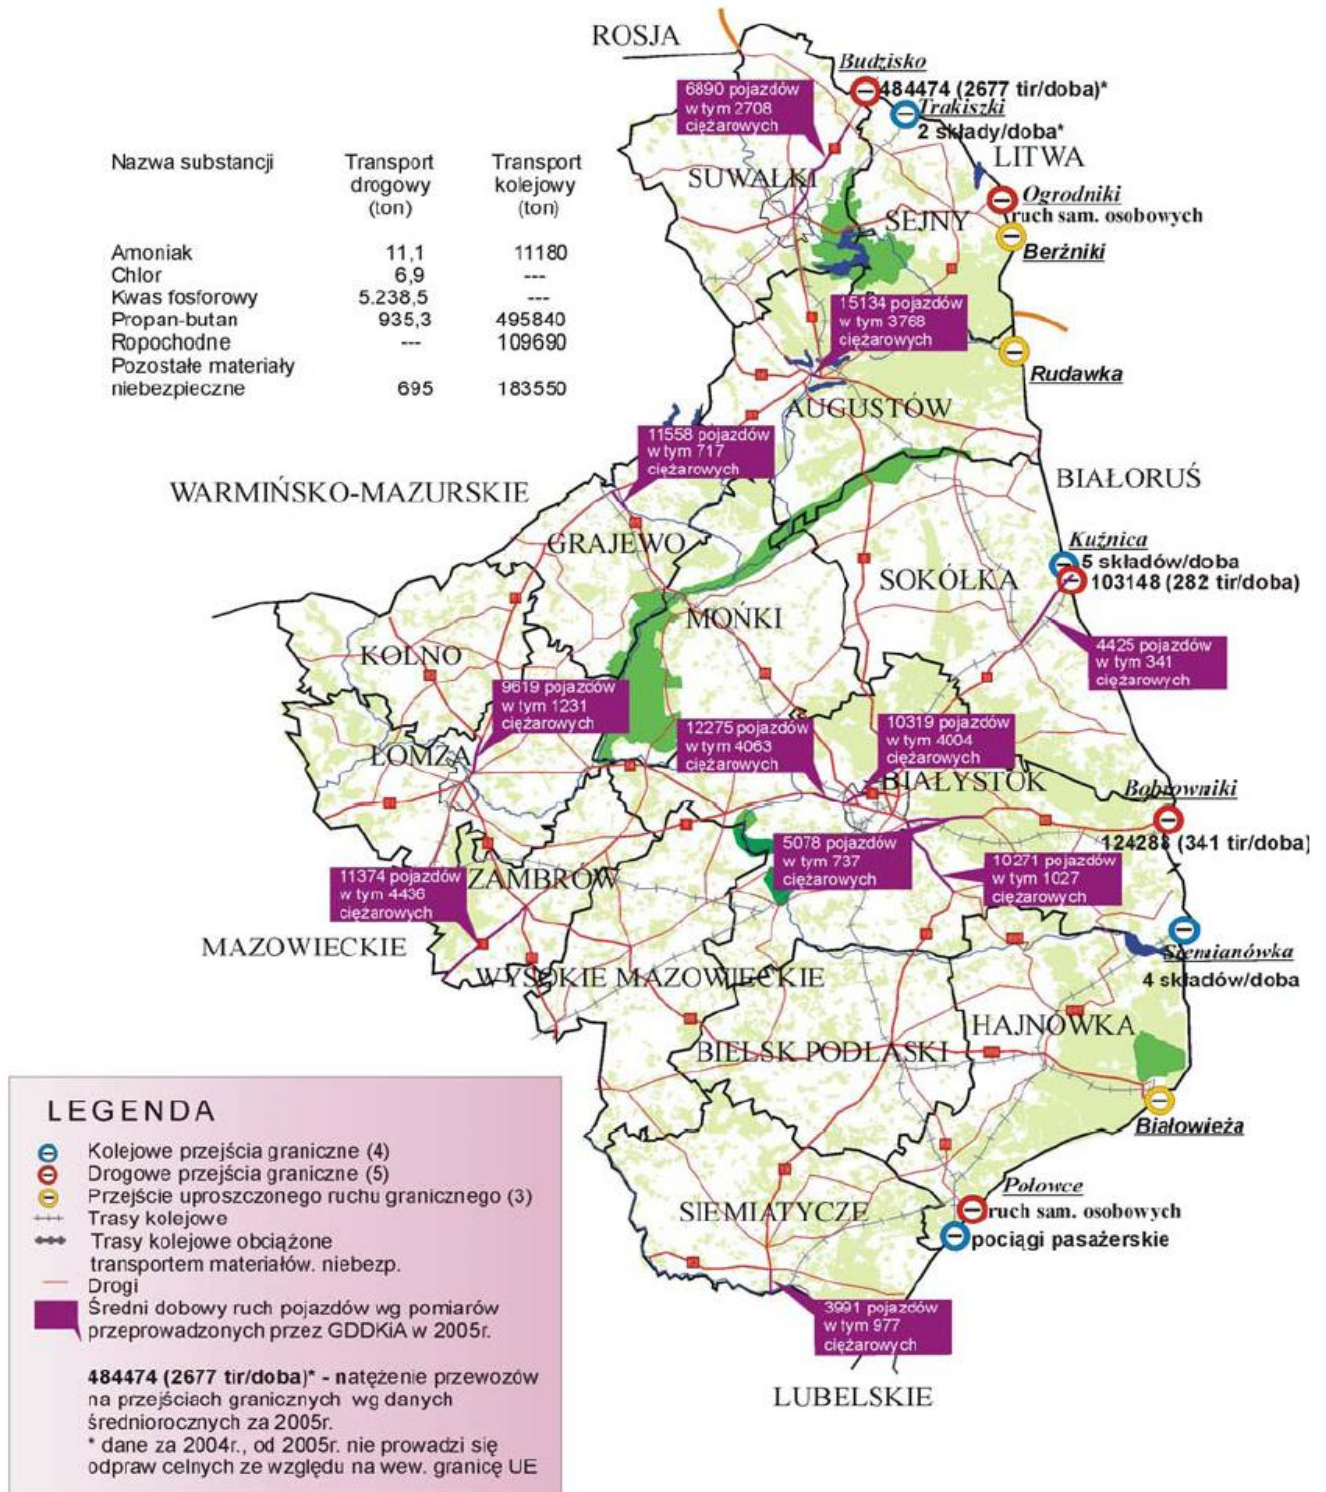 ROSJA
Budzisko
484474 (2677 tir/doba)*
Trakiszki
2 składy/doba*
LITWA
6890 pojazdów
w tym 2708
ciężarowych
Nazwa substancji Transport drogowy (ton) Transport kolejowy (ton)
Amoniak 11,1 11180
Chlor 6,9 ---
Kwas fosforowy 5.238,5 ---
Propan-butan 935,3 495840
Ropochodne --- 109690
Pozostałe materiały
niebezpieczne 695 183550
SUWAŁKI
SEJNY
Ogrodniki
ruch sam. osobowych
Berżniki
15134 pojazdów
w tym 3768
ciężarowych
Rudawka
AUGUSTÓW
11558 pojazdów
w tym 717
ciężarowych
WARMIŃSKO-MAZURSKIE
BIAŁORUŚ
GRAJEWO
Kuźnica
5 składów/doba
103148 (282 tir/doba)
SOKÓŁKA
MOŃKI
KOLNO
4425 pojazdów
w tym 341
ciężarowych
9619 pojazdów
w tym 1231
ciężarowych
12275 pojazdów
w tym 4063
ciężarowych
10319 pojazdów
w tym 4004
ciężarowych
ŁOMŻA
BIAŁYSTOK
Bobrowniki
124288 (341 tir/doba)
5078 pojazdów
w tym 737
ciężarowych
10271 pojazdów
w tym 1027
ciężarowych
11374 pojazdów
w tym 4436
ciężarowych
ZAMBRÓW
MAZOWIECKIE
Siemianówka
4 składów/doba
WYSOKIE MAZOWIECKIE
HAJNÓWKA
BIELSK PODLASKI
Białowieża
SIEMIATYCZE
Połowce
ruch sam. osobowych
pociągi pasażerskie
3991 pojazdów
w tym 977
ciężarowych
LUBELSKIE
LEGENDA
Kolejowe przejścia graniczne (4)
Drogowe przejścia graniczne (5)
Przejście uproszczonego ruchu granicznego (3)
Trasy kolejowe
Trasy kolejowe obciążone
transportem materiałów. niebezp.
Drogi
Średni dobowy ruch pojazdów wg pomiarów
przeprowadzonych przez GDDKiA w 2005r.
484474 (2677 tir/doba)* - natężenie przewozów
na przejściach granicznych wg danych
średniorocznych za 2005r.
* dane za 2004r., od 2005r. nie prowadzi się
odpraw celnych ze względu na wew. granicę UE